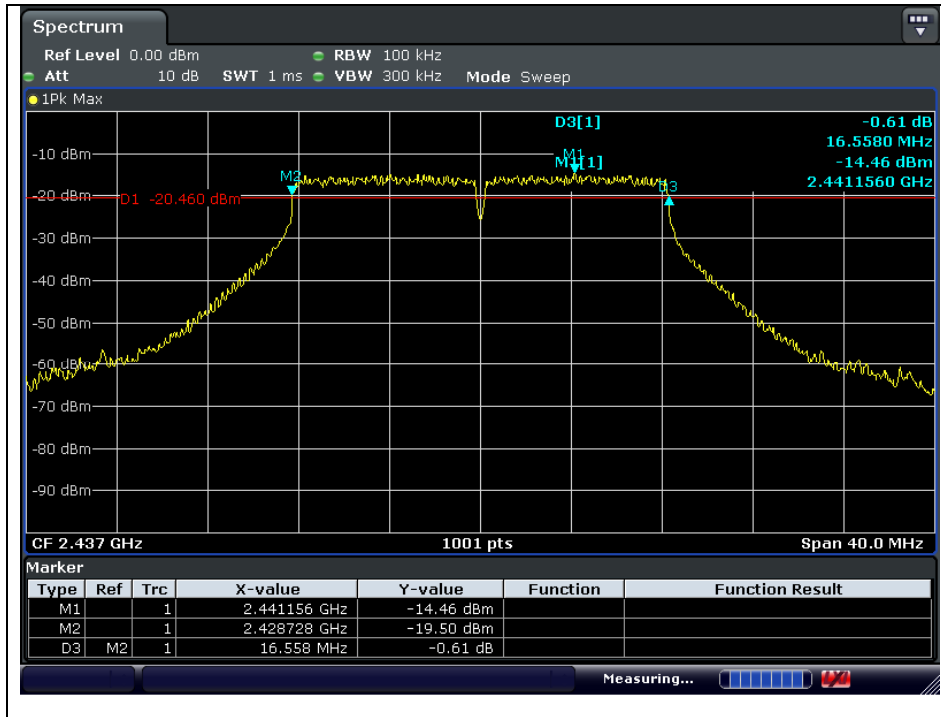 Spectrum
Ref Level 0.00 dBm RBW 100 kHz
Att 10 dB SWT 1 ms VBW 300 kHz Mode Sweep
1Pk Max
D3[1] -0.61 dB
16.5580 MHz
M1
M1[1] -14.46 dBm
2.4411560 GHz
-10 dBm
M2
D3
-20 dBm
D1 -20.460 dBm
-30 dBm
-40 dBm
-50 dBm
-60 dBm
-70 dBm
-80 dBm
-90 dBm
CF 2.437 GHz 1001 pts Span 40.0 MHz
Marker
Type Ref Trc X-value Y-value Function Function Result
M1 1 2.441156 GHz -14.46 dBm
M2 1 2.428728 GHz -19.50 dBm
D3 M2 1 16.558 MHz -0.61 dB
Measuring...